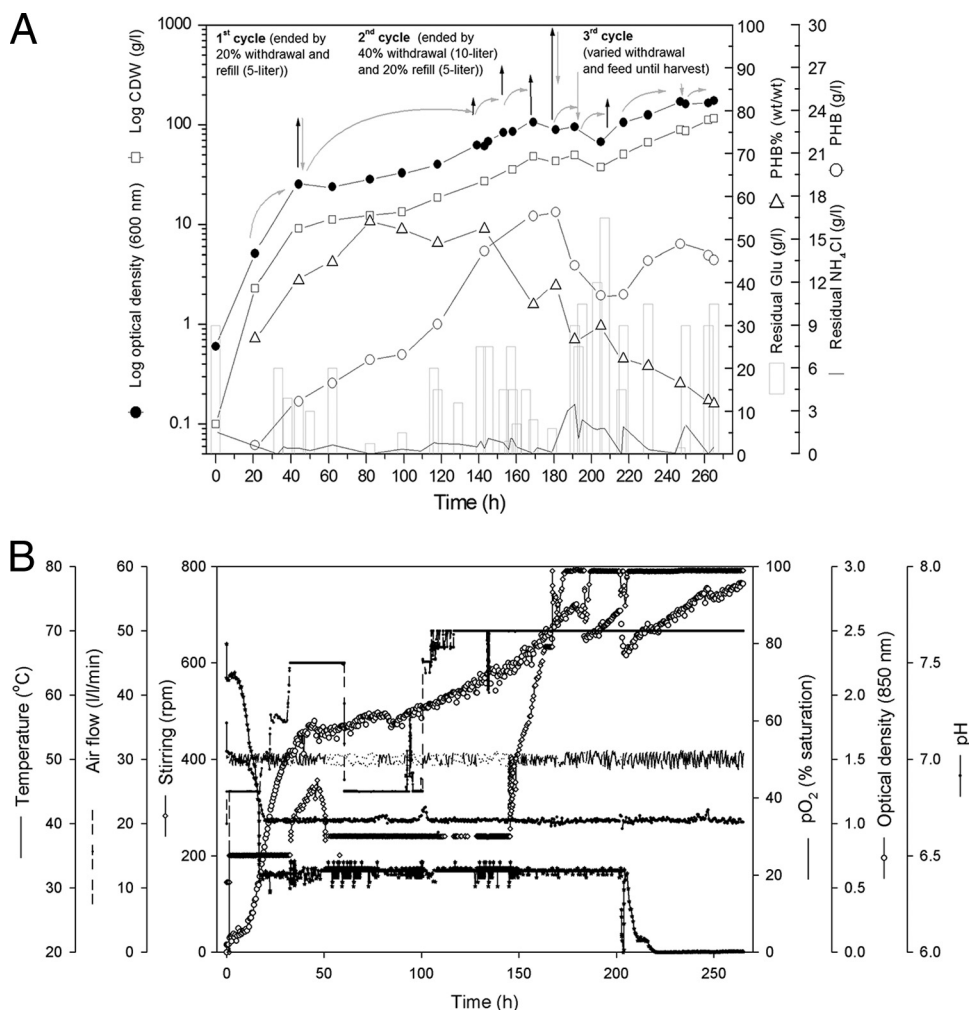 A
1st cycle (ended by
20% withdrawal and
refill (5-liter))
2nd cycle (ended by
40% withdrawal (10-liter)
and 20% refill (5-liter))
3rd cycle
(varied withdrawal
and feed until harvest)
Log optical density (600 nm)
Log CDW (g/l)
1000
100
10
1
0.1
0 20 40 60 80 100 120 140 160 180 200 220 240 260
Time (h)
100
90
80
70
60
50
40
30
20
10
0
Residual Glu (g/l)
PHB% (wt/wt)
30
27
24
21
18
15
12
9
6
3
0
Residual NH4Cl (g/l)
PHB (g/l)
B
Temperature (oC)
80
70
60
50
40
30
20
Air flow (l/l/min)
60
50
40
30
20
10
0
Stirring (rpm)
800
600
400
200
0
0 50 100 150 200 250
Time (h)
100
80
60
40
20
0
pO2 (% saturation)
3.0
2.5
2.0
1.5
1.0
0.5
0.0
Optical density (850 nm)
8.0
7.5
7.0
6.5
6.0
pH